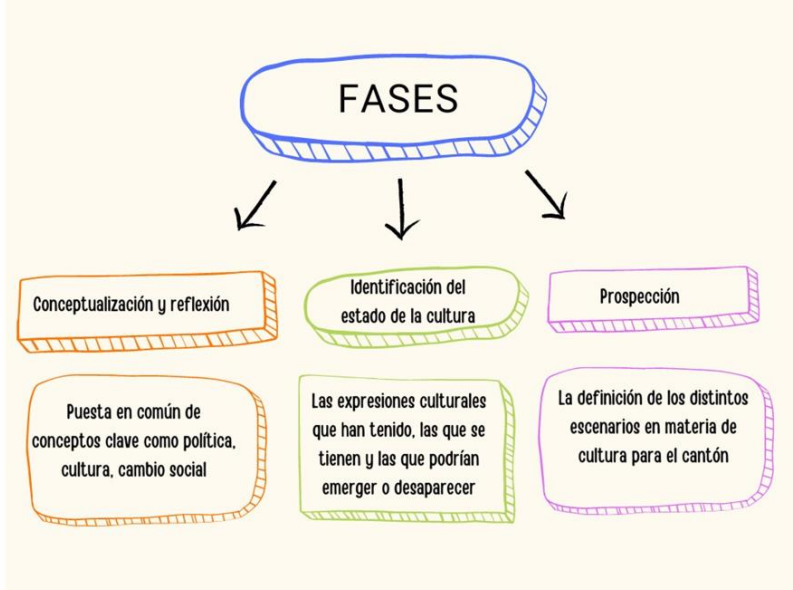 FASES
Conceptualización y reflexión
Identificación del
estado de la cultura
Prospección
Puesta en común de
conceptos clave como política,
cultura, cambio social
Las expresiones culturales
que han tenido, las que se
tienen y las que podrían
emerger o desaparecer
La definición de los distintos
escenarios en materia de
cultura para el cantón